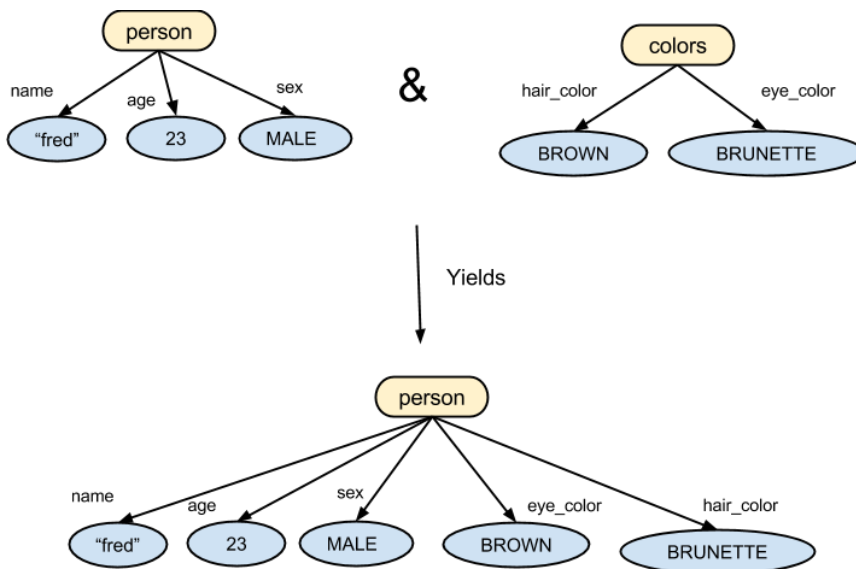 person
colors
name
age
sex
&
hair_color
eye_color
“fred”
23
MALE
BROWN
BRUNETTE
Yields
person
name
age
sex
eye_color
hair_color
“fred”
23
MALE
BROWN
BRUNETTE